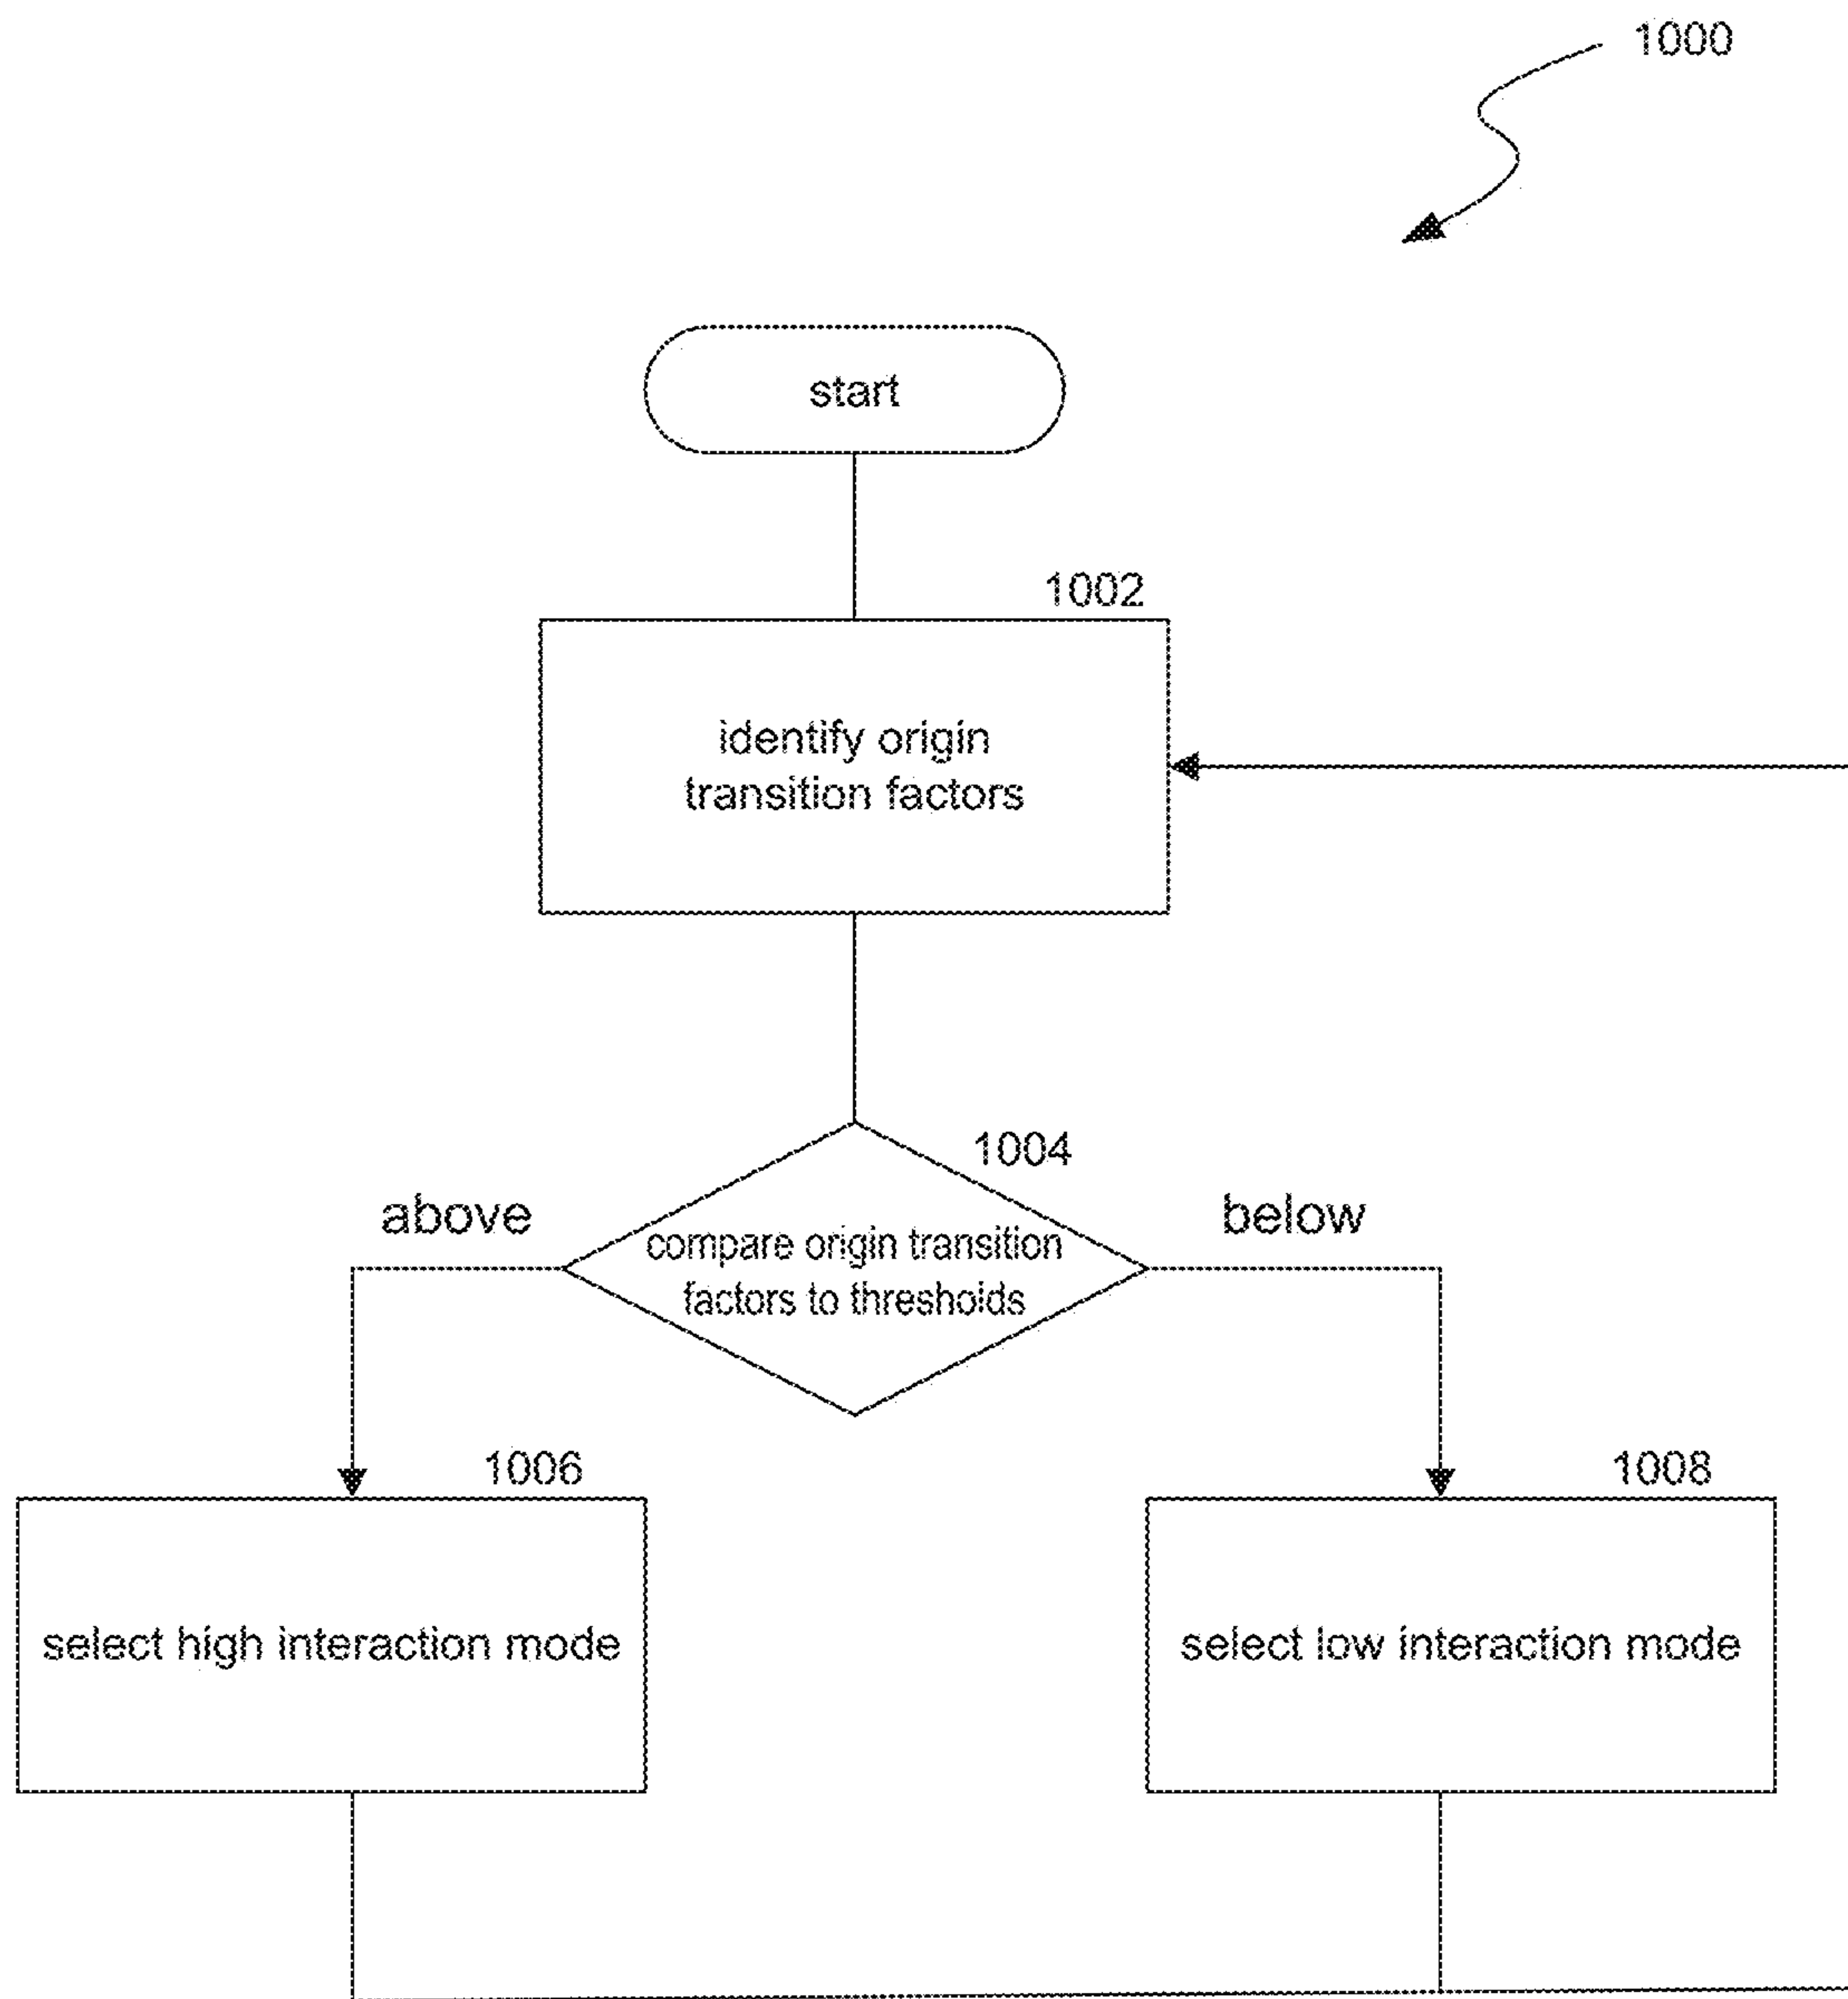 1000
start
1002
identify origin
transition factors
1004
above
below
compare origin transition
factors to thresholds
1006
1008
select high interaction mode
select low interaction mode